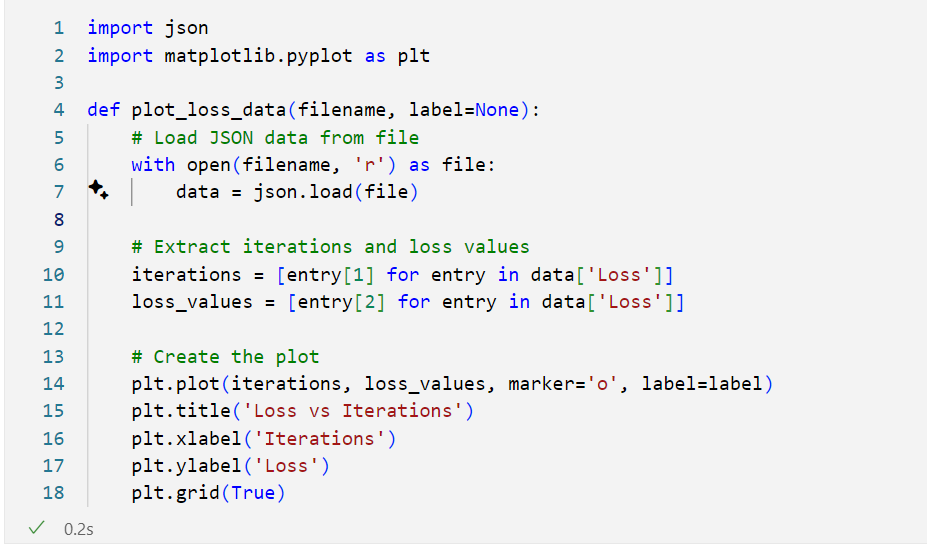 1 import json
2 import matplotlib.pyplot as plt
3
4 def plot_loss_data(filename, label=None):
5     # Load JSON data from file
6     with open(filename, 'r') as file:
7         data = json.load(file)
8
9     # Extract iterations and loss values
10     iterations = [entry[1] for entry in data['Loss']]
11     loss_values = [entry[2] for entry in data['Loss']]
12
13     # Create the plot
14     plt.plot(iterations, loss_values, marker='o', label=label)
15     plt.title('Loss vs Iterations')
16     plt.xlabel('Iterations')
17     plt.ylabel('Loss')
18     plt.grid(True)
0.2s